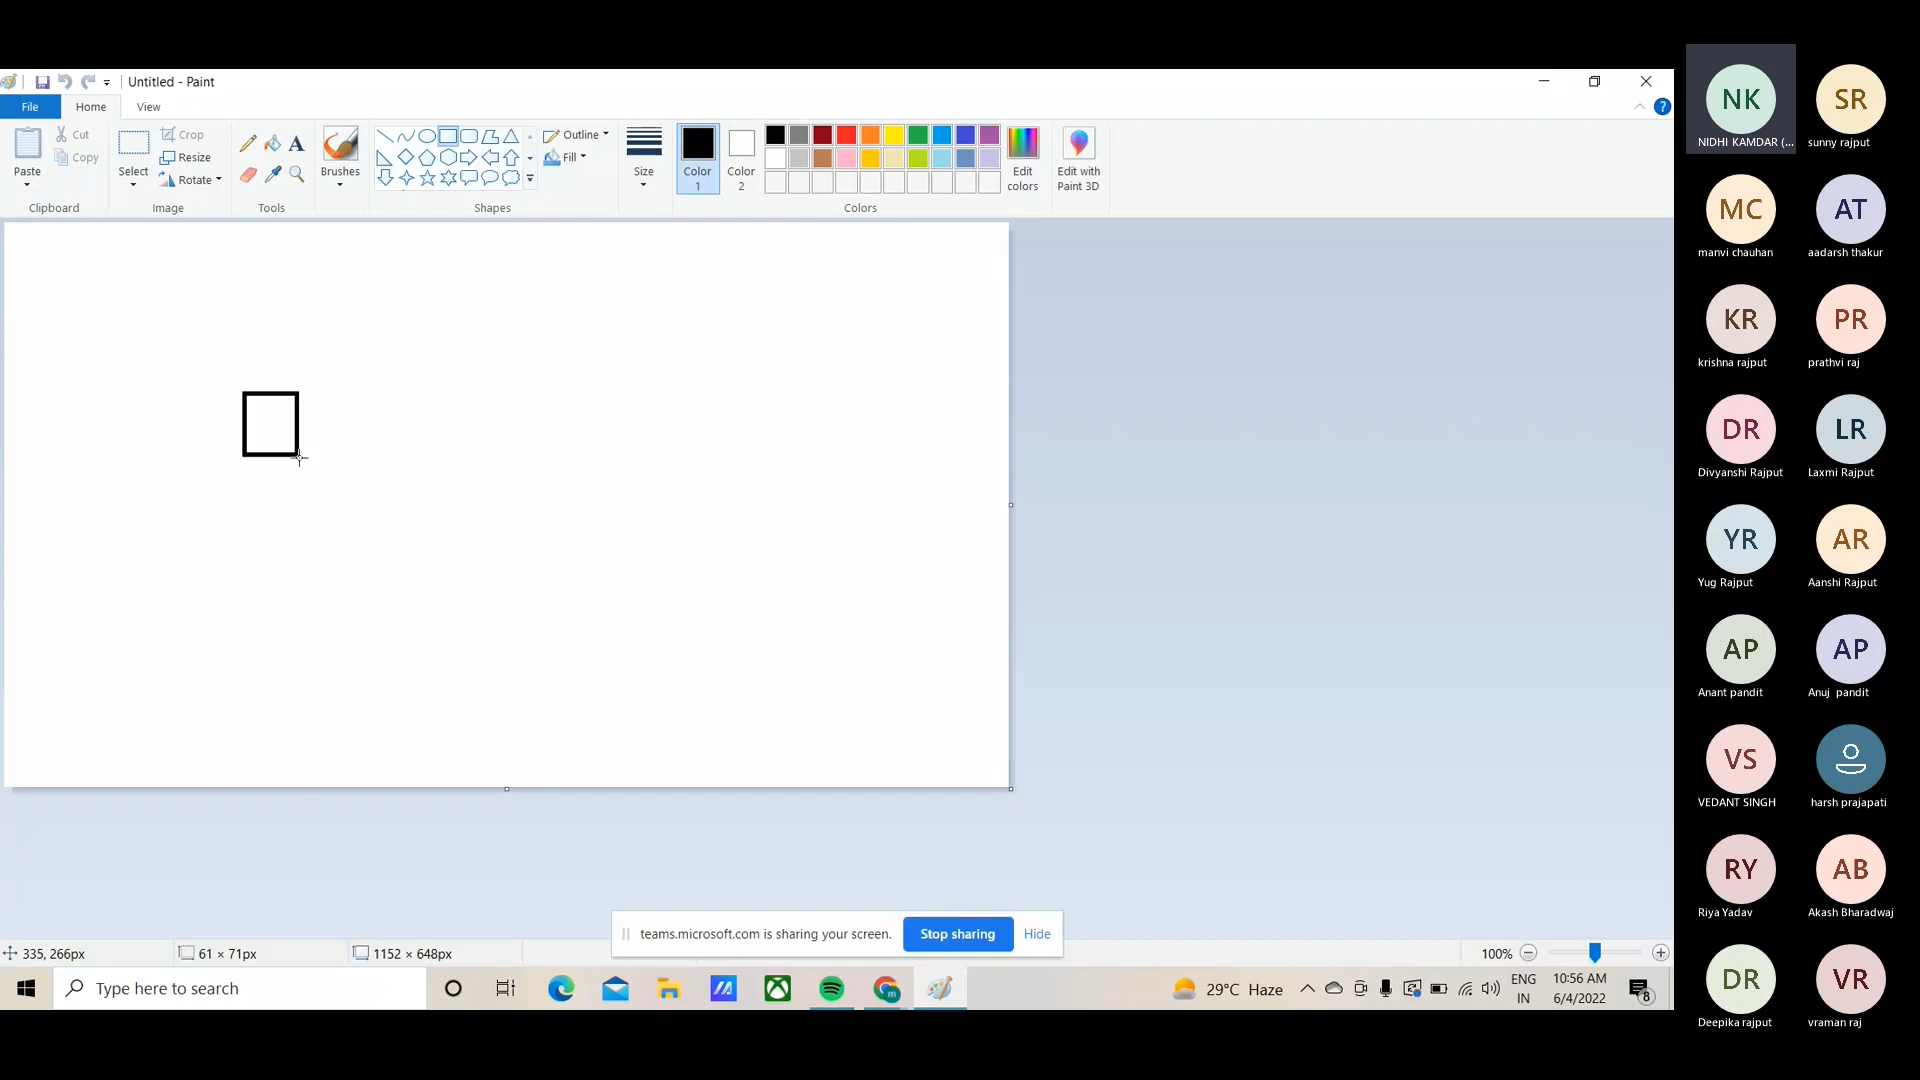 Untitled - Paint
File Home View
Paste
Cut
Copy
Clipboard
Select
Crop
Resize
Rotate
Image
A
Tools
Brushes
Shapes
Outline
Fill
Size
Color 1
Color 2
Colors
Edit colors
Edit with Paint 3D
?
NK
NIDHI KAMDAR (...
SR
sunny rajput
MC
manvi chauhan
AT
aadarsh thakur
KR
krishna rajput
PR
prathvi raj
DR
Divyanshi Rajput
LR
Laxmi Rajput
YR
Yug Rajput
AR
Aanshi Rajput
AP
Anant pandit
AP
Anuj pandit
VS
VEDANT SINGH
harsh prajapati
RY
Riya Yadav
AB
Akash Bharadwaj
DR
Deepika rajput
VR
vraman raj
teams.microsoft.com is sharing your screen. Stop sharing Hide
335, 266px 61 × 71px 1152 × 648px 100%
Type here to search
29°C Haze
ENG
IN
10:56 AM
6/4/2022
8